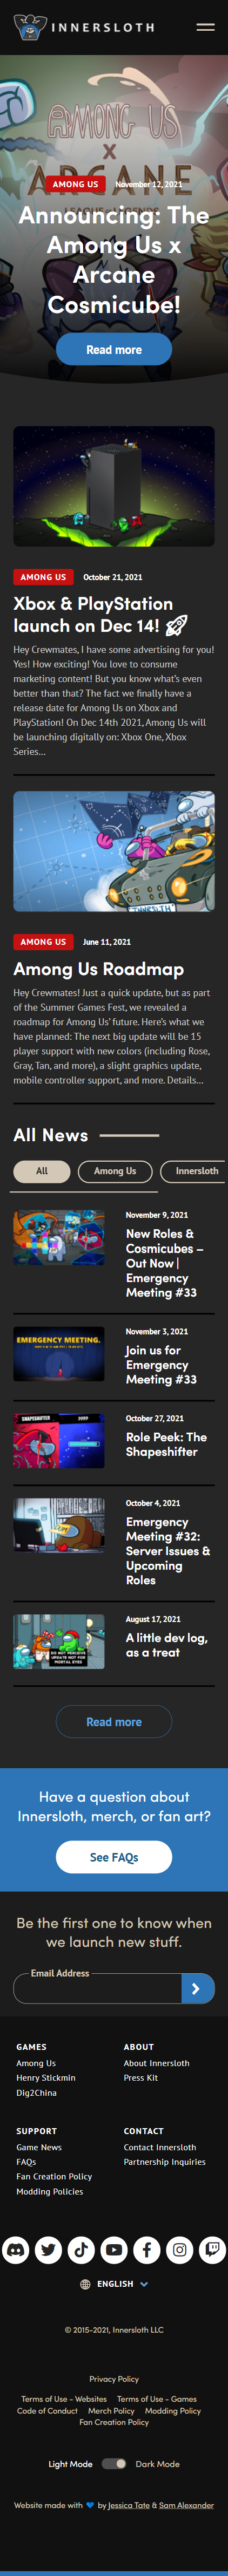 INNERSLOTH
AMONG US
X
ARCANE
LEAGUE OF LEGENDS
AMONG US November 12, 2021
Announcing: The
Among Us x
Arcane
Cosmicube!
Read more
AMONG US October 21, 2021
Xbox & PlayStation
launch on Dec 14! 🚀
Hey Crewmates, I have some advertising for you!
Yes! How exciting! You love to consume
marketing content! But you know what's even
better than that? The fact we finally have a
release date for Among Us on Xbox and
PlayStation! On Dec 14th 2021, Among Us will
be launching digitally on: Xbox One, Xbox
Series...
INNERSLOTH
AMONG US June 11, 2021
Among Us Roadmap
Hey Crewmates! Just a quick update, but as part
of the Summer Games Fest, we revealed a
roadmap for Among Us' future. Here's what we
have planned: The next big update will be 15
player support with new colors (including Rose,
Gray, Tan, and more), a slight graphics update,
mobile controller support, and more. Details...
All News
All Among Us Innersloth
November 9, 2021
New Roles &
Cosmicubes –
Out Now |
Emergency
Meeting #33
EMERGENCY MEETING.
November 3, 2021
Join us for
Emergency
Meeting #33
SHAPESHIFTER
October 27, 2021
Role Peek: The
Shapeshifter
October 4, 2021
Emergency
Meeting #32:
Server Issues &
Upcoming
Roles
DO NOT PERCEIVE
UPDATE NOT FOR
MORTAL EYES
August 17, 2021
A little dev log,
as a treat
Read more
Have a question about
Innersloth, merch, or fan art?
See FAQs
Be the first one to know when
we launch new stuff.
Email Address
GAMES
Among Us
Henry Stickmin
Dig2China
ABOUT
About Innersloth
Press Kit
SUPPORT
Game News
FAQs
Fan Creation Policy
Modding Policies
CONTACT
Contact Innersloth
Partnership Inquiries
ENGLISH
© 2015-2021, Innersloth LLC
Privacy Policy
Terms of Use - Websites Terms of Use - Games
Code of Conduct Merch Policy Modding Policy
Fan Creation Policy
Light Mode Dark Mode
Website made with 💙 by Jessica Tate & Sam Alexander